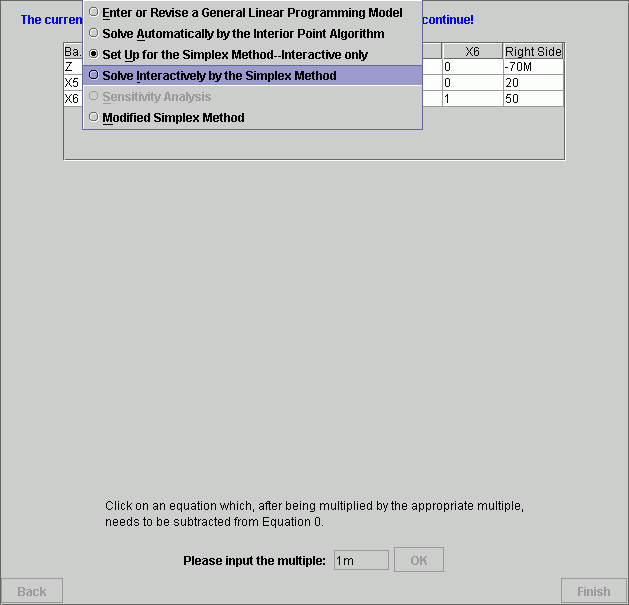 The curren continue!
Enter or Revise a General Linear Programming Model
Solve Automatically by the Interior Point Algorithm
Set Up for the Simplex Method--Interactive only
Solve Interactively by the Simplex Method
Sensitivity Analysis
Modified Simplex Method
Ba. X6 Right Side
Z 0 -70M
X5 0 20
X6 1 50
Click on an equation which, after being multiplied by the appropriate multiple,
needs to be subtracted from Equation 0.
Please input the multiple: 1m OK
Back Finish